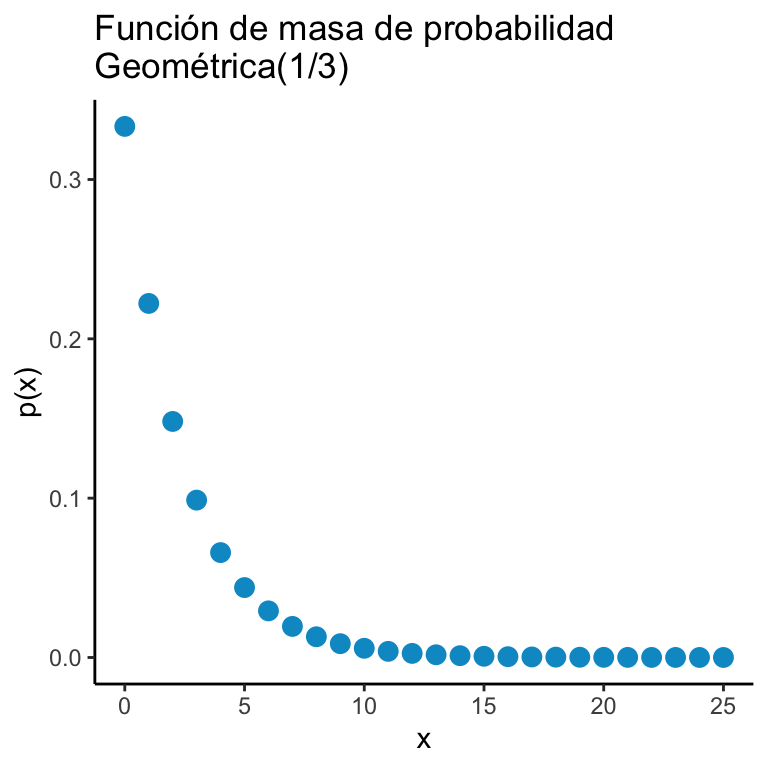 Función de masa de probabilidad
Geométrica(1/3)
0.3
0.2
0.1
0.0
p(x)
0 5 10 15 20 25
x